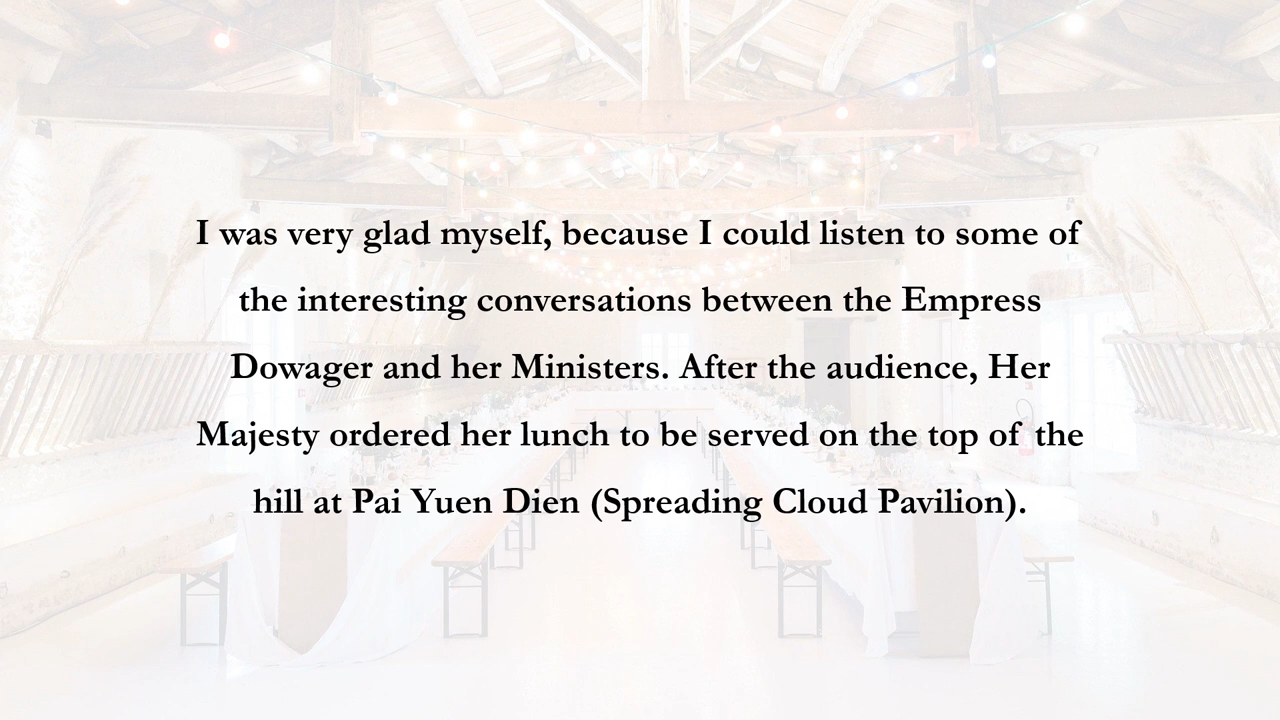 I was very glad myself, because I could listen to some of
the interesting conversations between the Empress
Dowager and her Ministers. After the audience, Her
Majesty ordered her lunch to be served on the top of the
hill at Pai Yuen Dien (Spreading Cloud Pavilion).